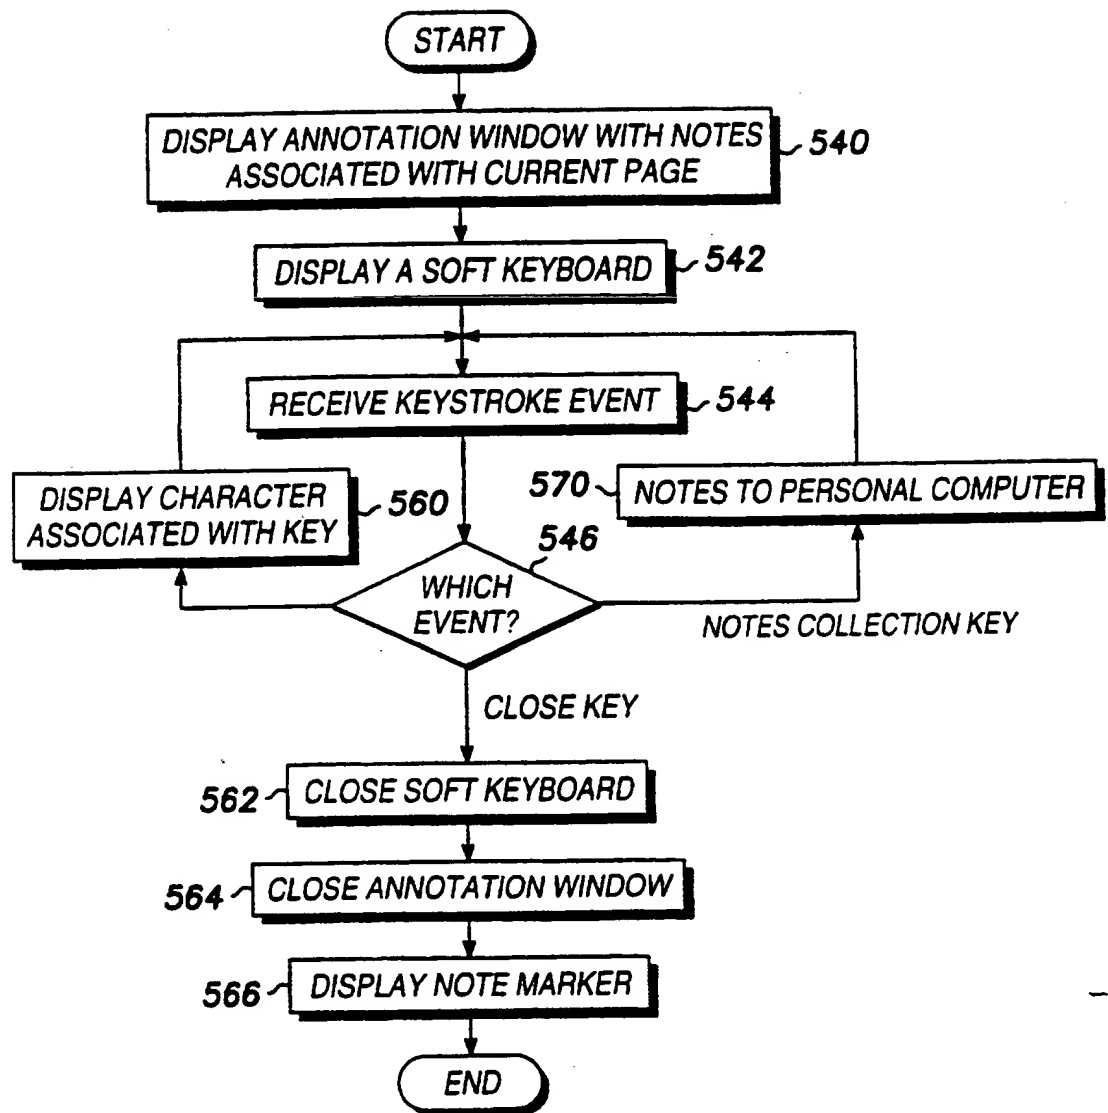 START
DISPLAY ANNOTATION WINDOW WITH NOTES
ASSOCIATED WITH CURRENT PAGE
540
DISPLAY A SOFT KEYBOARD
542
RECEIVE KEYSTROKE EVENT
544
DISPLAY CHARACTER
ASSOCIATED WITH KEY
560
570
NOTES TO PERSONAL COMPUTER
546
WHICH
EVENT?
NOTES COLLECTION KEY
CLOSE KEY
562
CLOSE SOFT KEYBOARD
564
CLOSE ANNOTATION WINDOW
566
DISPLAY NOTE MARKER
END